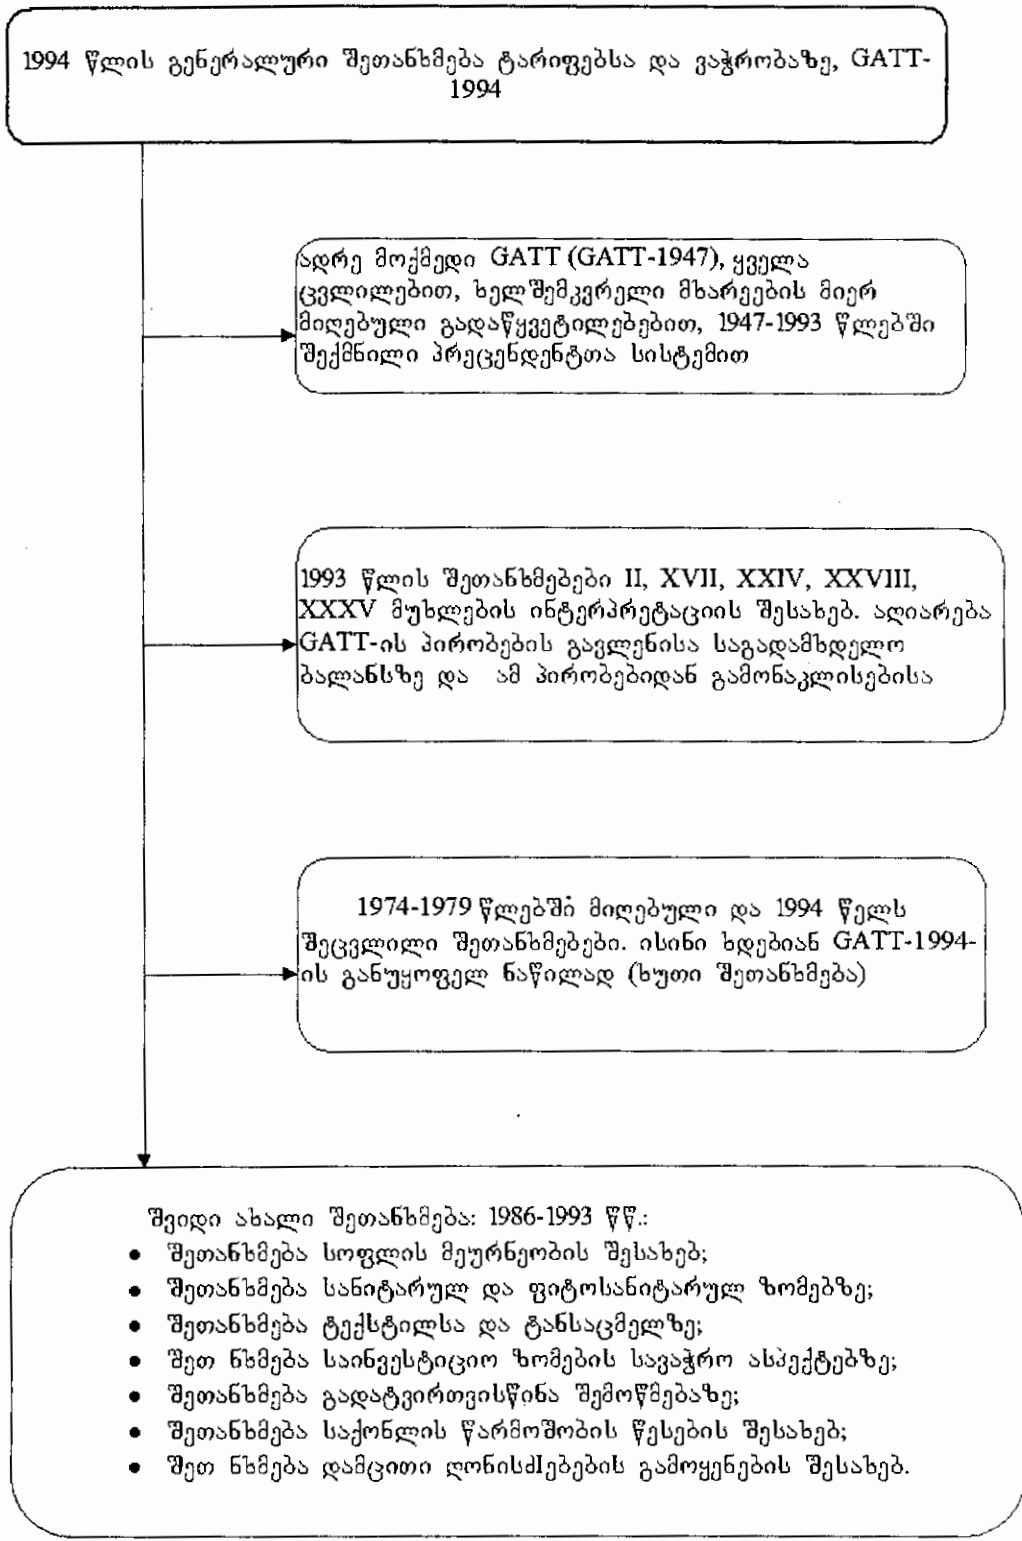 1994 წლის გენერალური შეთანხმება ტარიფებსა და ვაჭრობაზე, GATT-
1994
ადრე მოქმედი GATT (GATT-1947), ყველა
ცვლილებით, ხელშემკვრელი მხარეების მიერ
მიღებული გადაწყვეტილებებით, 1947-1993 წლებში
შექმნილი პრეცენდენტთა სისტემით
1993 წლის შეთანხმებები II, XVII, XXIV, XXVIII,
XXXV მუხლების ინტერპრეტაციის შესახებ. აღიარება
GATT-ის პირობების გავლენისა საგადამხდელო
ბალანსზე და ამ პირობებიდან გამონაკლისებისა
1974-1979 წლებში მიღებული და 1994 წელს
შეცვლილი შეთანხმებები. ისინი ხდებიან GATT-1994-
ის განუყოფელ ნაწილად (ხუთი შეთანხმება)
შვიდი ახალი შეთანხმება: 1986-1993 წწ.:
• შეთანხმება სოფლის მეურნეობის შესახებ;
• შეთანხმება სანიტარულ და ფიტოსანიტარულ ზომებზე;
• შეთანხმება ტექსტილსა და ტანსაცმელზე;
• შეთ ნხმება საინვესტიციო ზომების სავაჭრო ასპექტებზე;
• შეთანხმება გადატვირთვისწინა შემოწმებაზე;
• შეთანხმება საქონლის წარმოშობის წესების შესახებ;
• შეთ ნხმება დამცითი ღონისძIებების გამოყენების შესახებ.